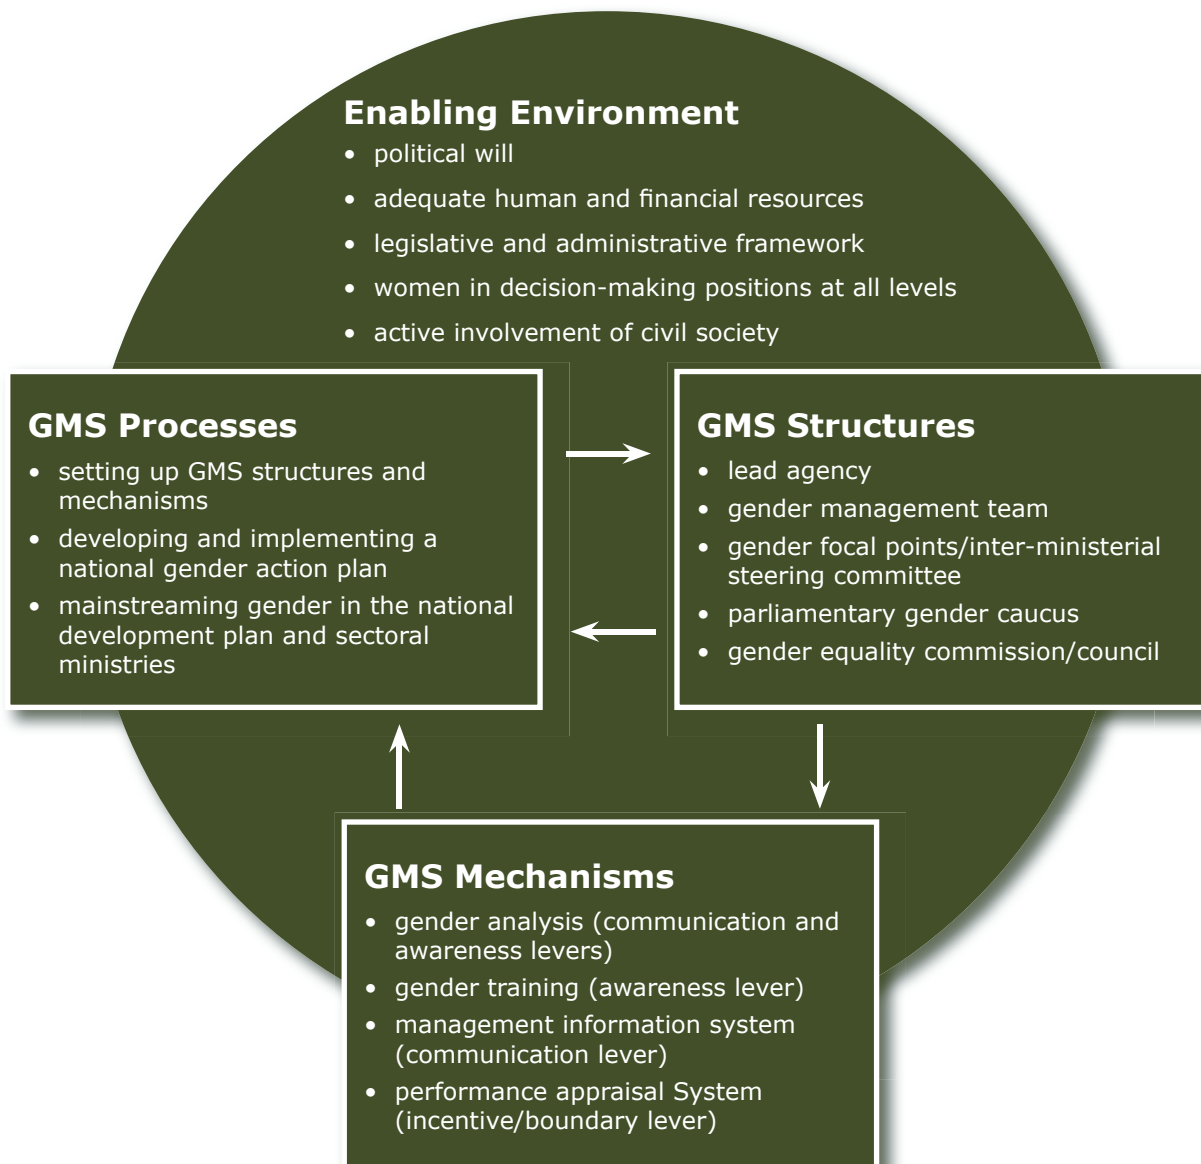 Enabling Environment
• political will
• adequate human and financial resources
• legislative and administrative framework
• women in decision-making positions at all levels
• active involvement of civil society
GMS Processes
• setting up GMS structures and
mechanisms
• developing and implementing a
national gender action plan
• mainstreaming gender in the national
development plan and sectoral
ministries
GMS Structures
• lead agency
• gender management team
• gender focal points/inter-ministerial
steering committee
• parliamentary gender caucus
• gender equality commission/council
GMS Mechanisms
• gender analysis (communication and
awareness levers)
• gender training (awareness lever)
• management information system
(communication lever)
• performance appraisal System
(incentive/boundary lever)